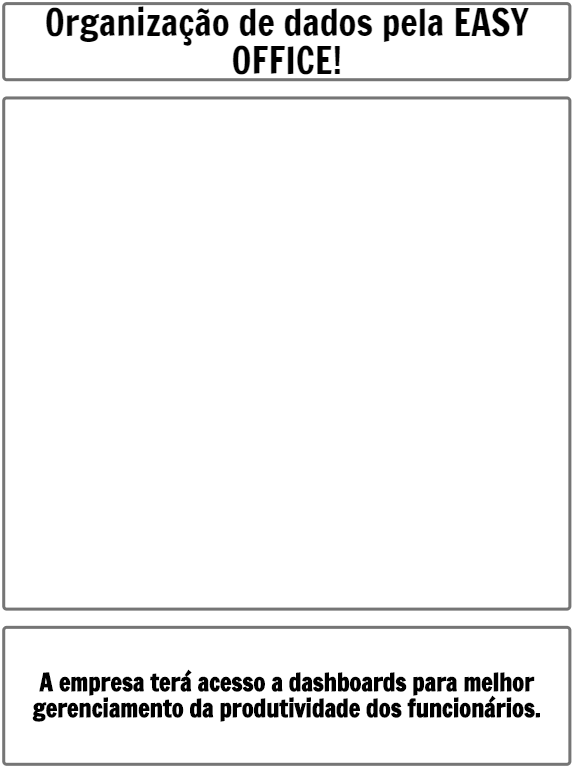 Organização de dados pela EASY
OFFICE!
A empresa terá acesso a dashboards para melhor
gerenciamento da produtividade dos funcionários.